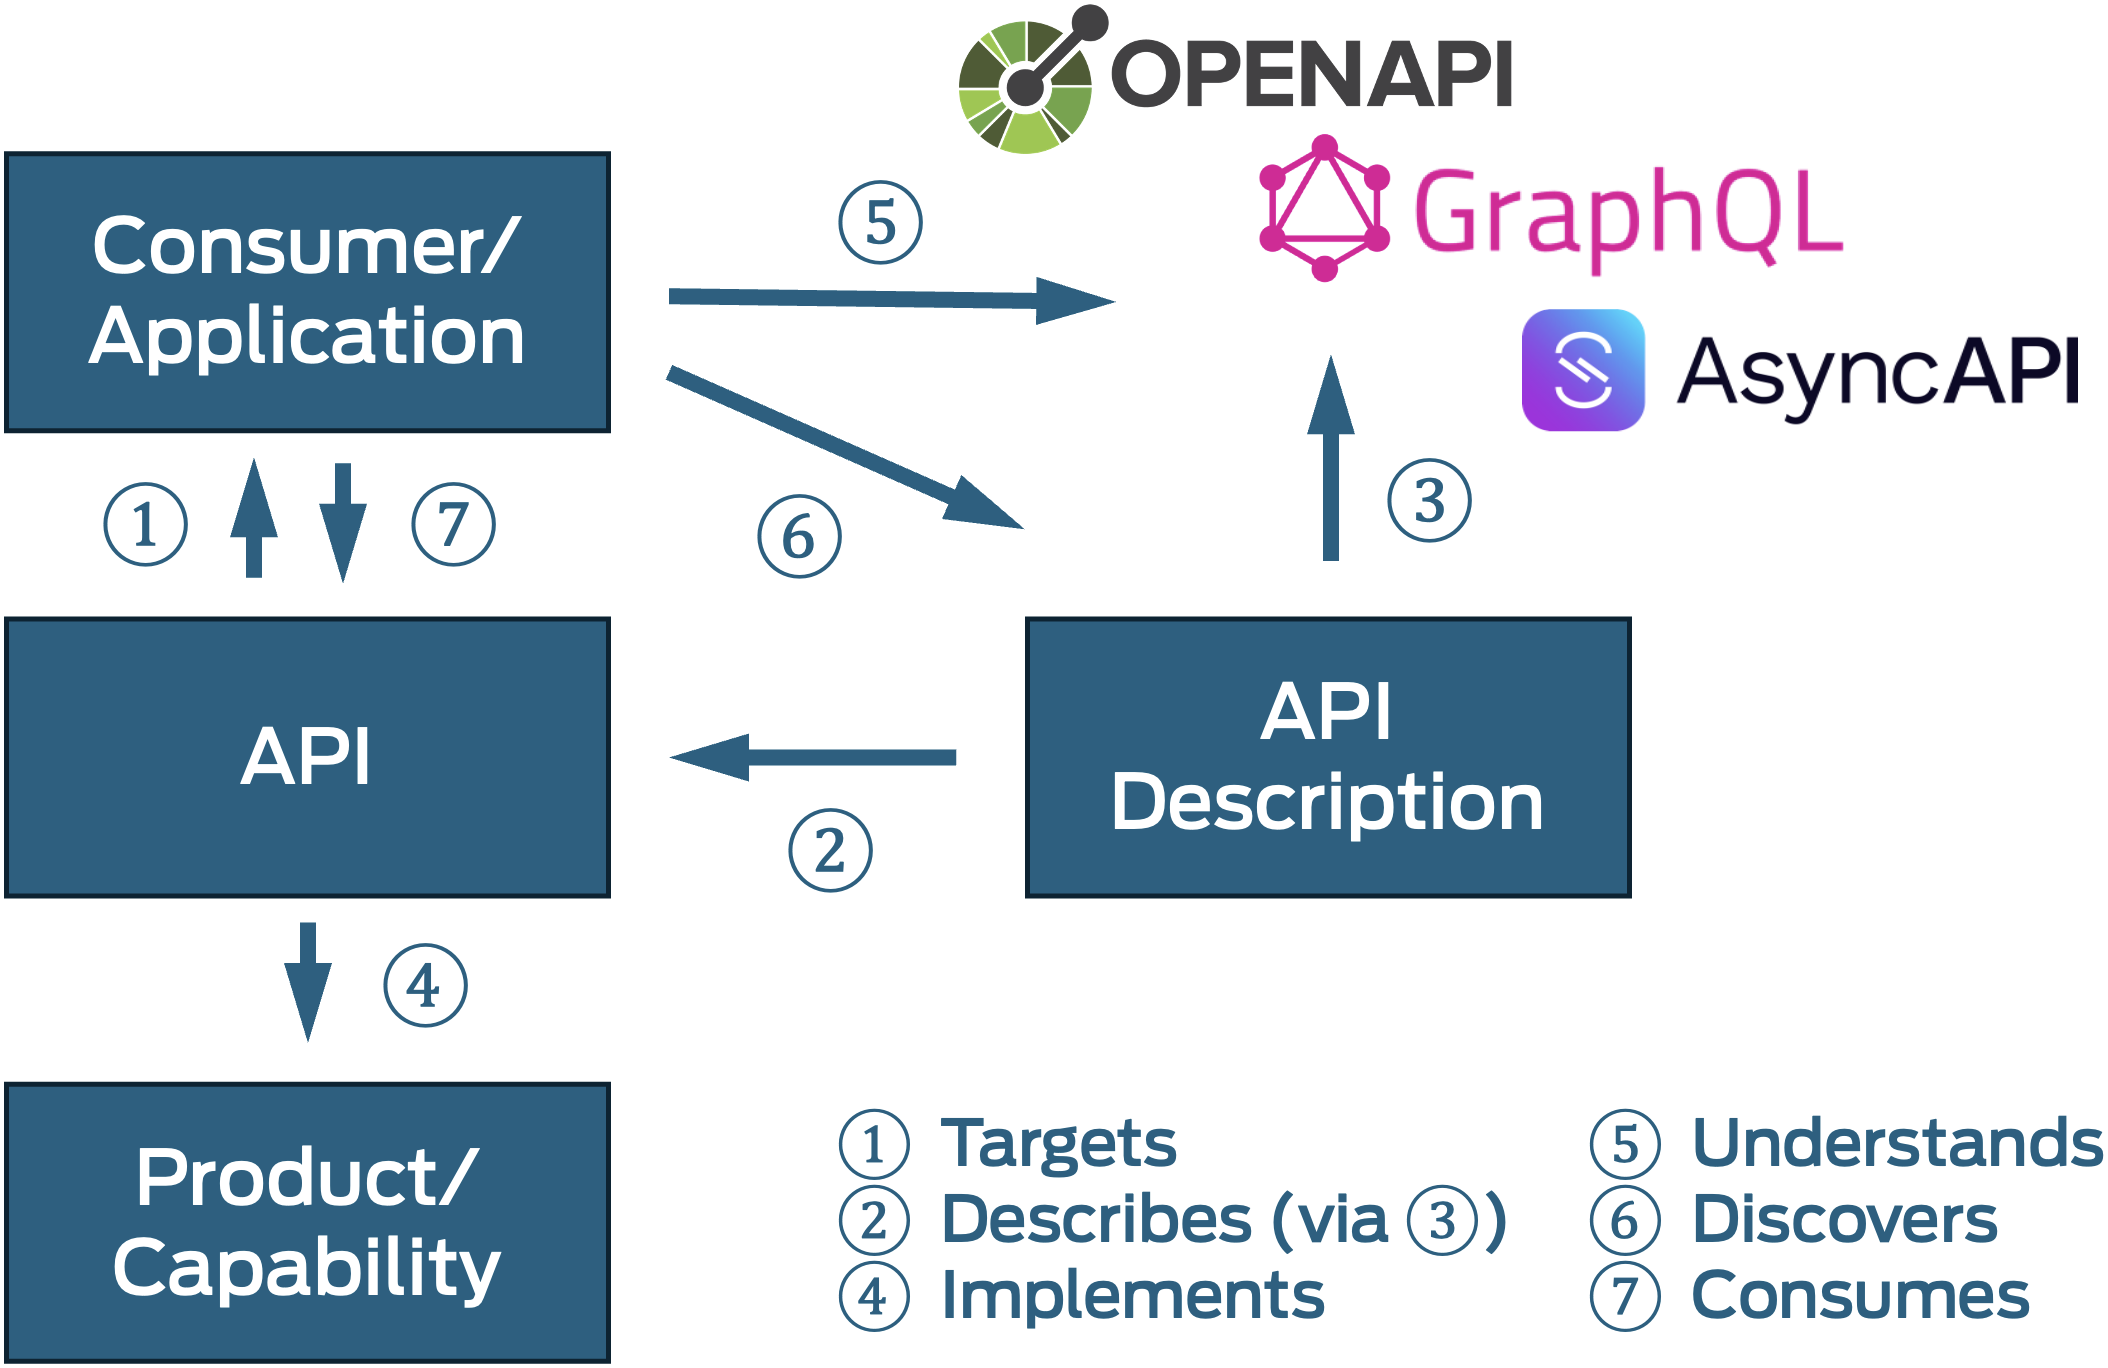 OPENAPI
GraphQL
AsyncAPI
Consumer/
Application
5
6
3
1
7
API
API
Description
2
4
Product/
Capability
1 Targets
2 Describes (via 3)
4 Implements
5 Understands
6 Discovers
7 Consumes